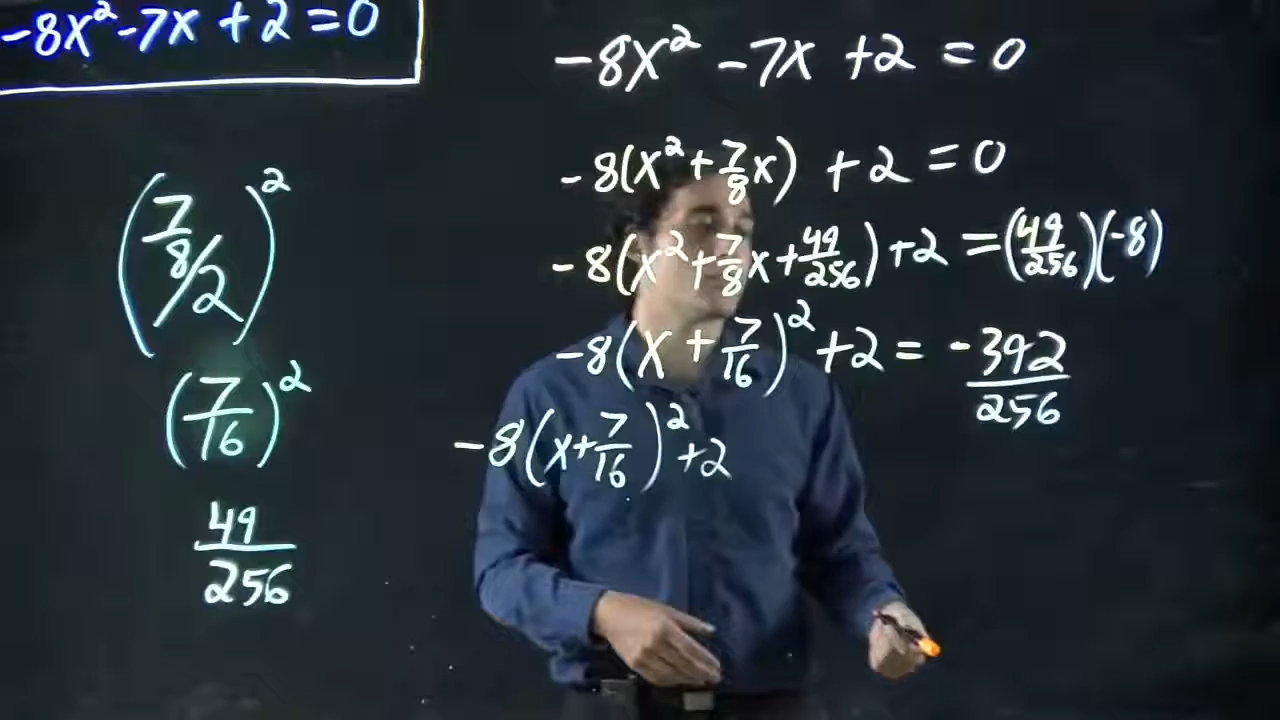 -8x²-7x+2=0
(7/8/2)²
(7/16)²
49/256
-8x²-7x+2=0
-8(x²+7/8x)+2=0
-8(x²+7/8x+49/256)+2=(49/256)(-8)
-8(x+7/16)²+2=-392/256
-8(x+7/16)²+2